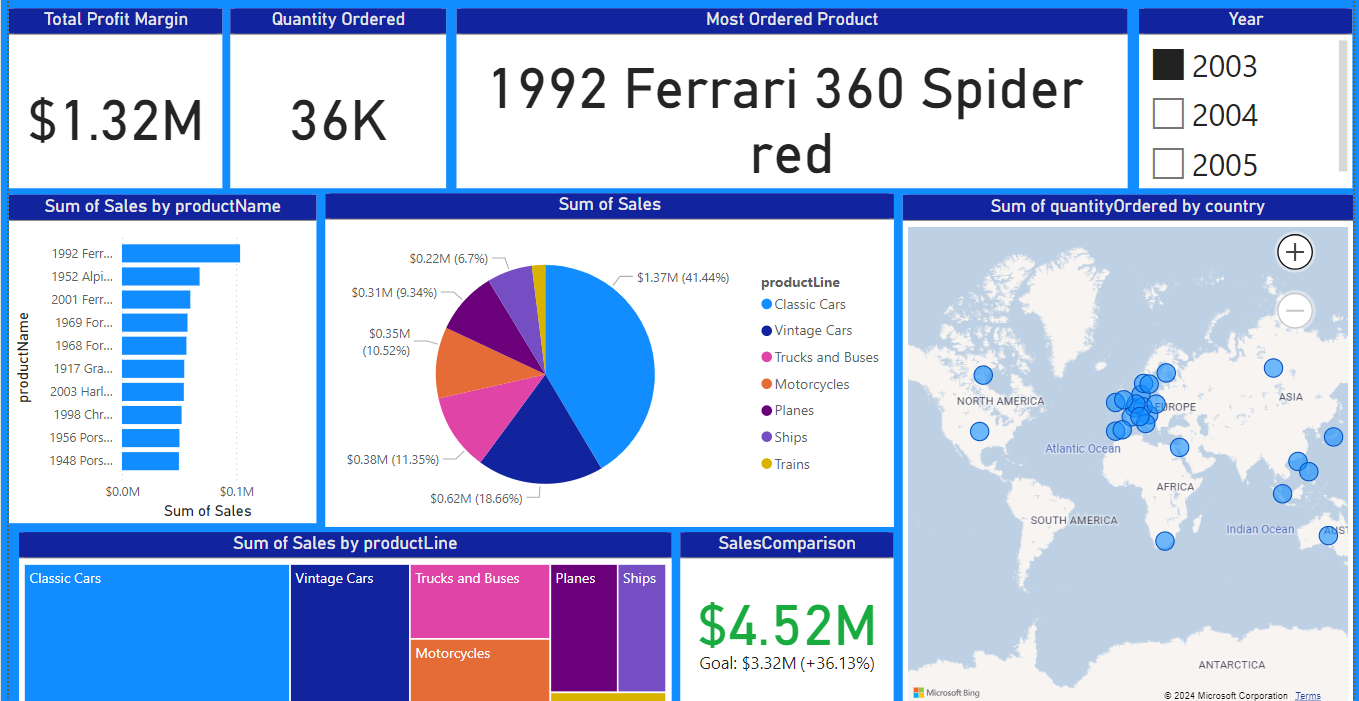 Total Profit Margin
$1.32M
Quantity Ordered
36K
Most Ordered Product
1992 Ferrari 360 Spider
red
Year
2003
2004
2005
Sum of Sales by productName
productName
1992 Ferr...
1952 Alpi...
2001 Ferr...
1969 For...
1968 For...
1917 Gra...
2003 Harl...
1998 Chr...
1956 Pors...
1948 Pors...
$0.0M
$0.1M
Sum of Sales
Sum of Sales
$0.22M (6.7%)
$1.37M (41.44%)
$0.31M (9.34%)
$0.35M
(10.52%)
$0.38M (11.35%)
$0.62M (18.66%)
productLine
Classic Cars
Vintage Cars
Trucks and Buses
Motorcycles
Planes
Ships
Trains
Sum of quantityOrdered by country
NORTH AMERICA
EUROPE
ASIA
Atlantic Ocean
AFRICA
SOUTH AMERICA
Indian Ocean
AUST
ANTARCTICA
Microsoft Bing
© 2024 Microsoft Corporation Terms
Sum of Sales by productLine
Classic Cars
Vintage Cars
Trucks and Buses
Motorcycles
Planes
Ships
SalesComparison
$4.52M
Goal: $3.32M (+36.13%)